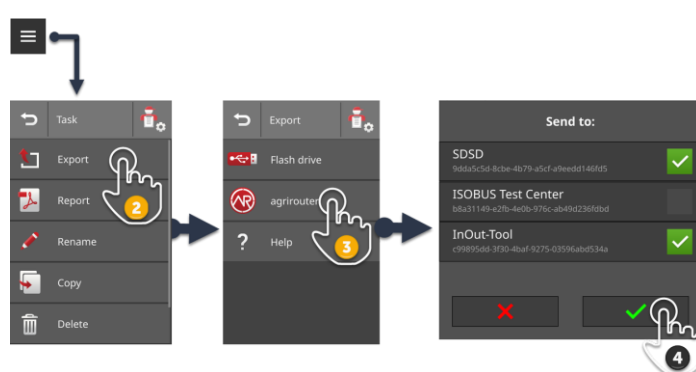 Task
Export
Report
Rename
Copy
Delete
2
Export
Flash drive
agrirouter
? Help
3
Send to:
SDSD
9dda5c5d-8cbe-4b79-a5cf-a9eedd146fd5
ISOBUS Test Center
b8a31149-e2fb-4e0b-976c-ab49d236fdbd
InOut-Tool
c99895dd-3f30-4baf-9275-03596abd534a
4